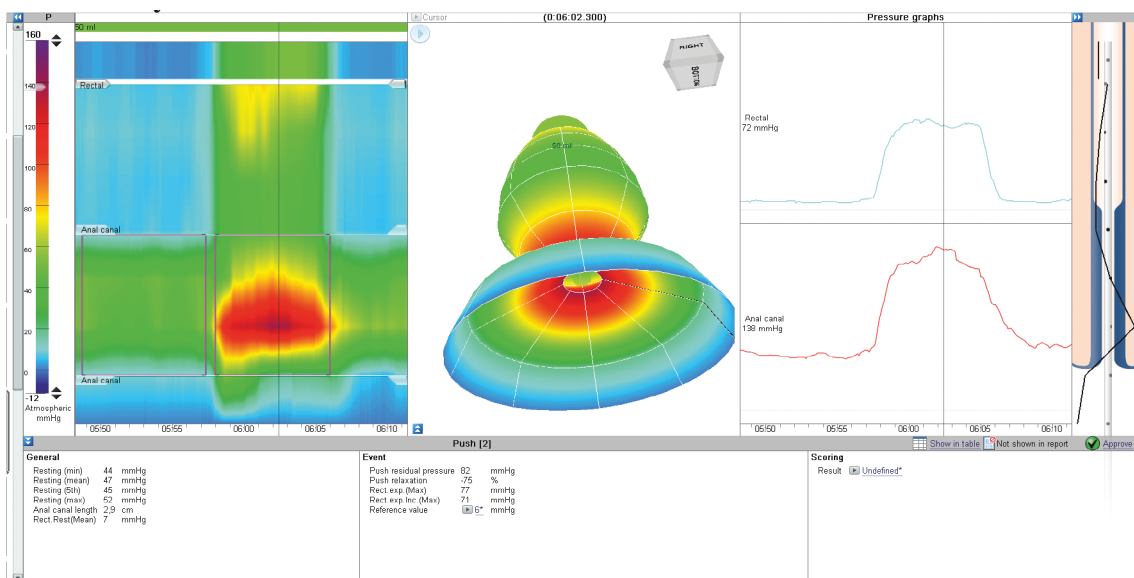 P
Cursor
(0:06:02.300)
Pressure graphs
160
140
120
100
80
60
40
20
0
-12
Atmospheric
mmHg
50 ml
Rectal
Anal canal
Anal canal
05:50 05:55 06:00 06:05 06:10
RIGHT
BOTTOM
50 ml
Rectal
72 mmHg
Anal canal
138 mmHg
05:50 05:55 06:00 06:05 06:10
Push [2]
Show in table
Not shown in report
Approve
General
Resting (min) 44 mmHg
Resting (mean) 47 mmHg
Resting (5th) 45 mmHg
Resting (max) 52 mmHg
Anal canal length 2,9 cm
Rect.Rest(Mean) 7 mmHg
Event
Push residual pressure 82 mmHg
Push relaxation -75 %
Rect.exp.(Max) 77 mmHg
Rect.exp.Inc.(Max) 71 mmHg
Reference value 6* mmHg
Scoring
Result Undefined*